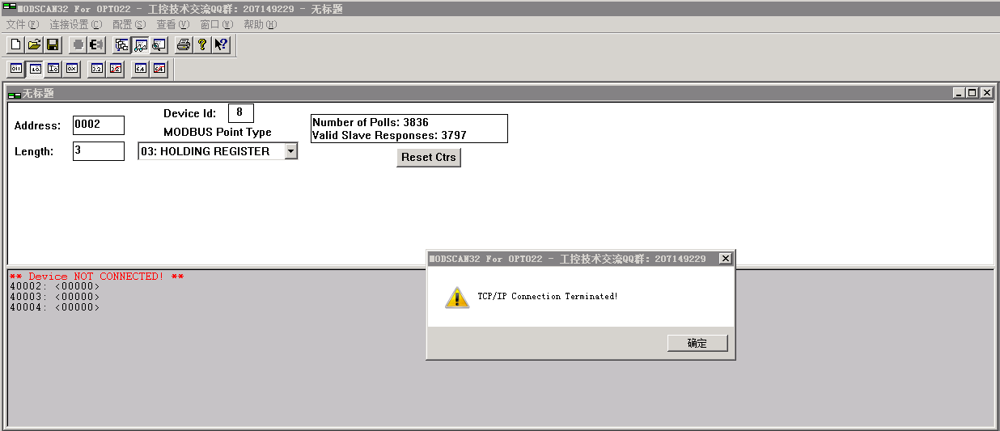 MODSCAN32 For OPTO22 - 工控技术交流QQ群: 207149229 - 无标题
文件(F) 连接设置(C) 配置(S) 查看(V) 窗口(W) 帮助(H)
无标题
Device Id: 8
Address: 0002
MODBUS Point Type
Length: 3
03: HOLDING REGISTER
Number of Polls: 3836
Valid Slave Responses: 3797
Reset Ctrs
** Device NOT CONNECTED! **
40002: <00000>
40003: <00000>
40004: <00000>
MODSCAN32 For OPTO22 - 工控技术交流QQ群: 207149229
TCP/IP Connection Terminated!
确定